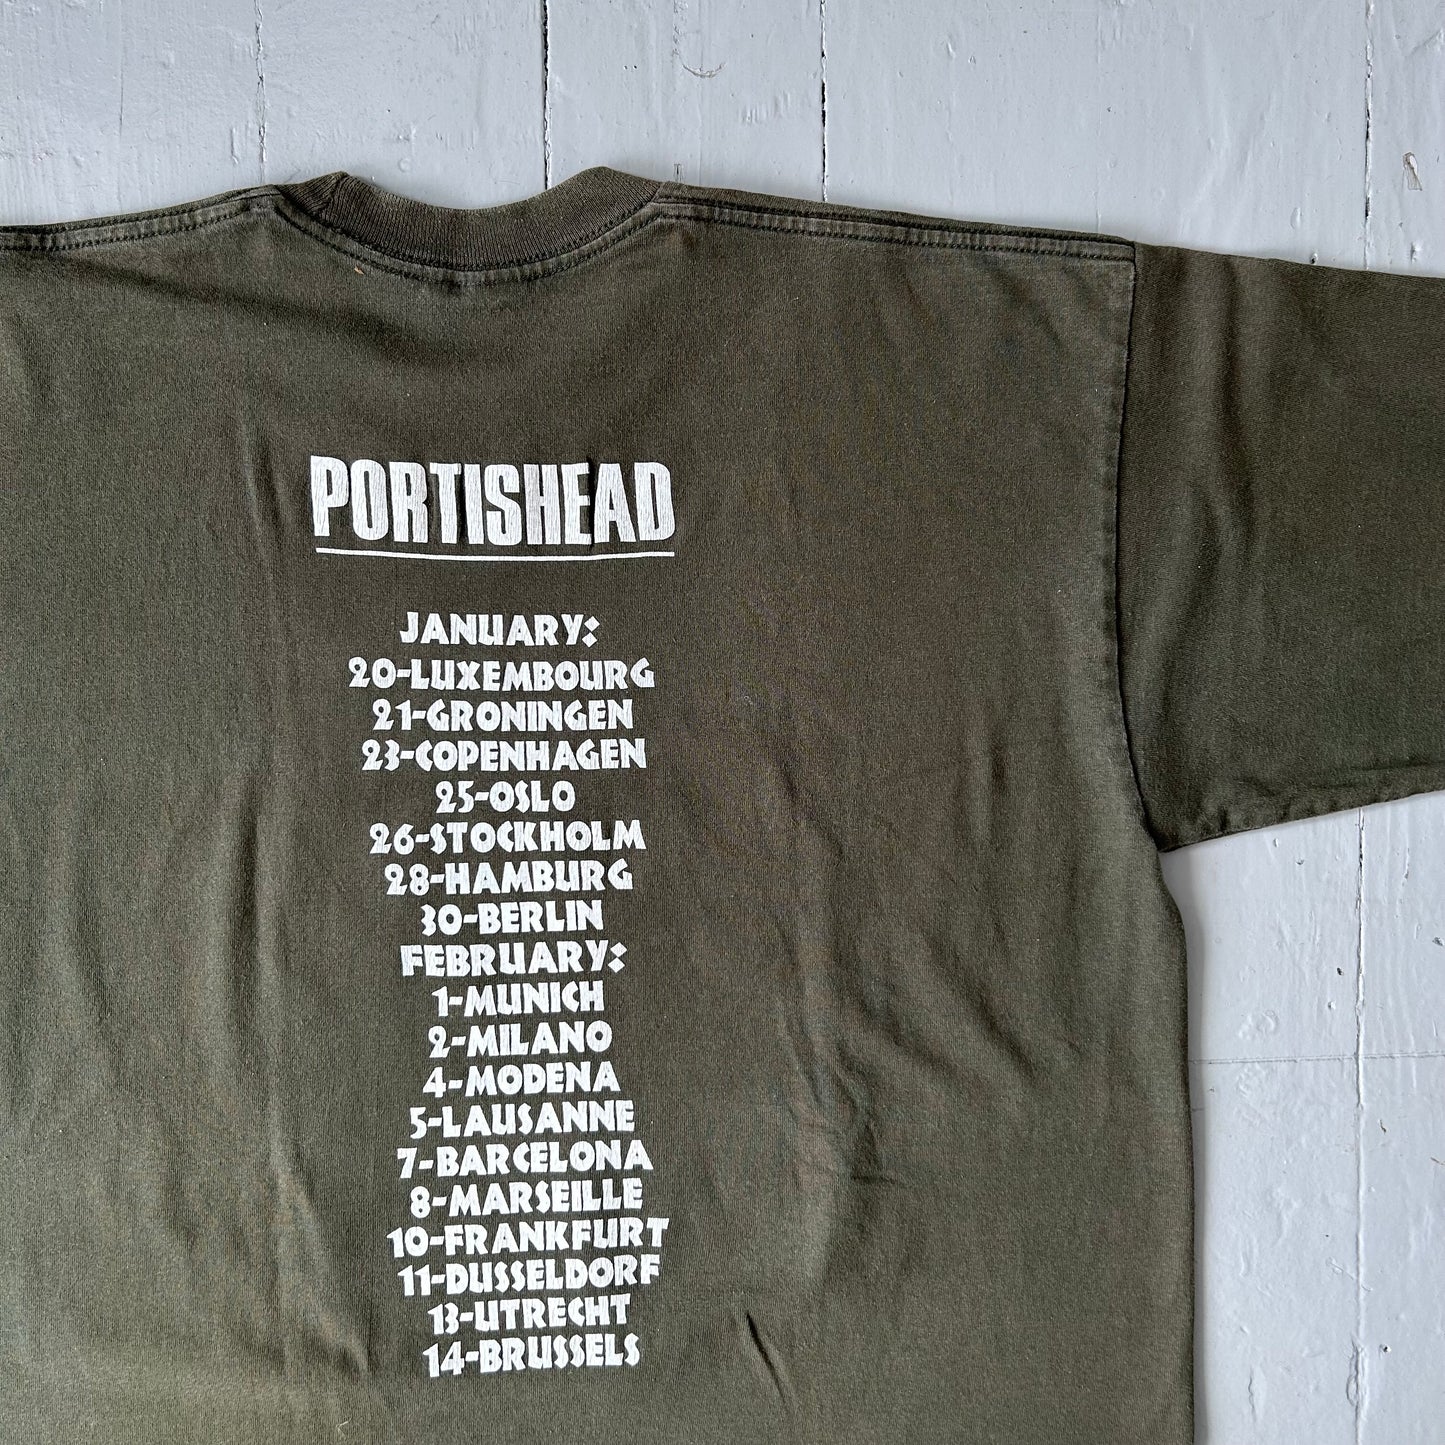 PORTISHEAD
JANUARY:
20-LUXEMBOURG
21-GRONINGEN
23-COPENHAGEN
25-OSLO
26-STOCKHOLM
28-HAMBURG
30-BERLIN
FEBRUARY:
1-MUNICH
2-MILANO
4-MODENA
5-LAUSANNE
7-BARCELONA
8-MARSEILLE
10-FRANKFURT
11-DUSSELDORF
13-UTRECHT
14-BRUSSELS